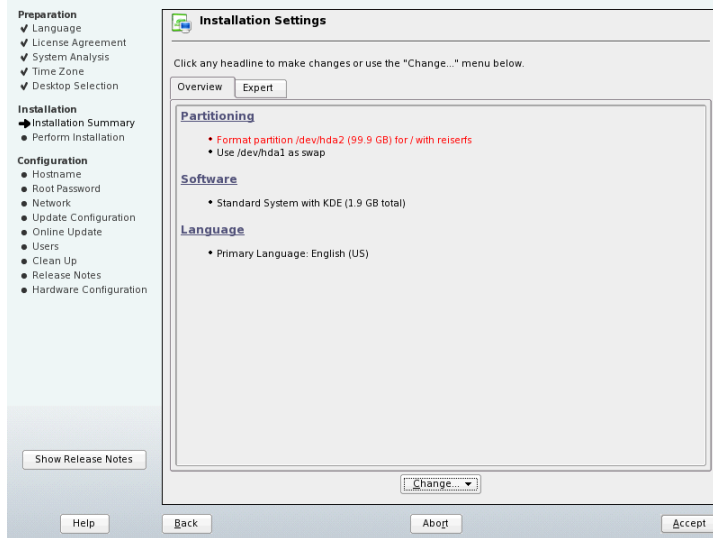 Preparation
Language
License Agreement
System Analysis
Time Zone
Desktop Selection
Installation
Installation Summary
Perform Installation
Configuration
Hostname
Root Password
Network
Update Configuration
Online Update
Users
Clean Up
Release Notes
Hardware Configuration
Show Release Notes
Help
Installation Settings
Click any headline to make changes or use the "Change..." menu below.
Overview
Expert
Partitioning
• Format partition /dev/hda2 (99.9 GB) for / with reiserfs
• Use /dev/hda1 as swap
Software
• Standard System with KDE (1.9 GB total)
Language
• Primary Language: English (US)
Change...
Back
Abort
Accept